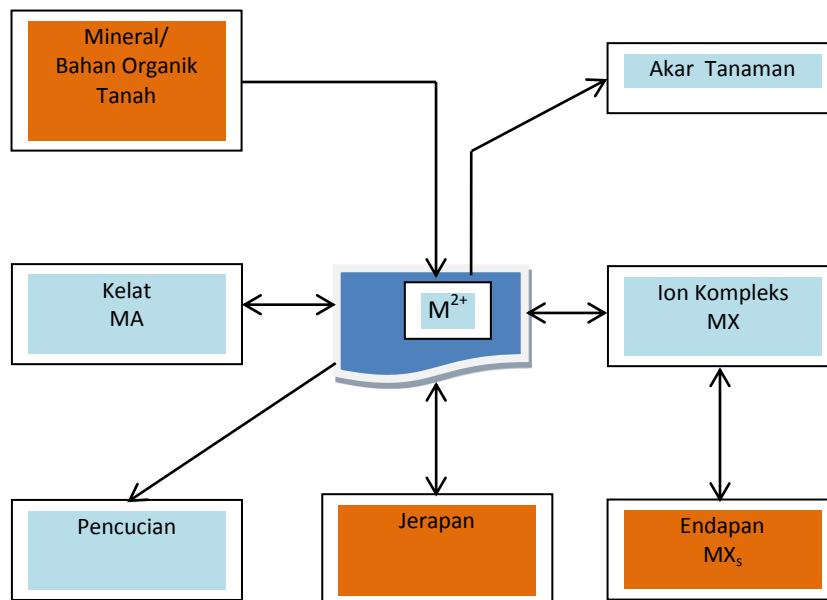 Mineral/
Bahan Organik
Tanah
Akar Tanaman
Kelat
MA
M²⁺
Ion Kompleks
MX
Pencucian
Jerapan
Endapan
MXₛ